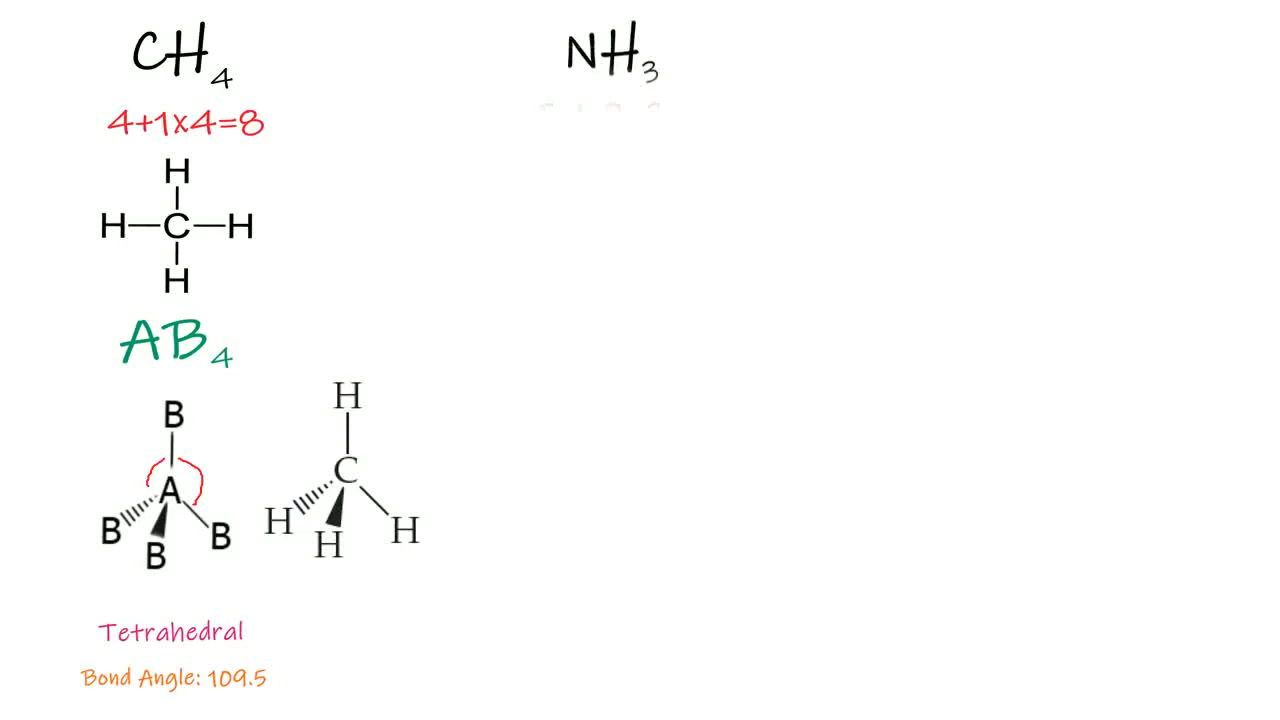 CH₄
4+1x4=8
H
H—C—H
H
AB₄
B
A
B B B
H
C
H H H
Tetrahedral
Bond Angle: 109.5
NH₃